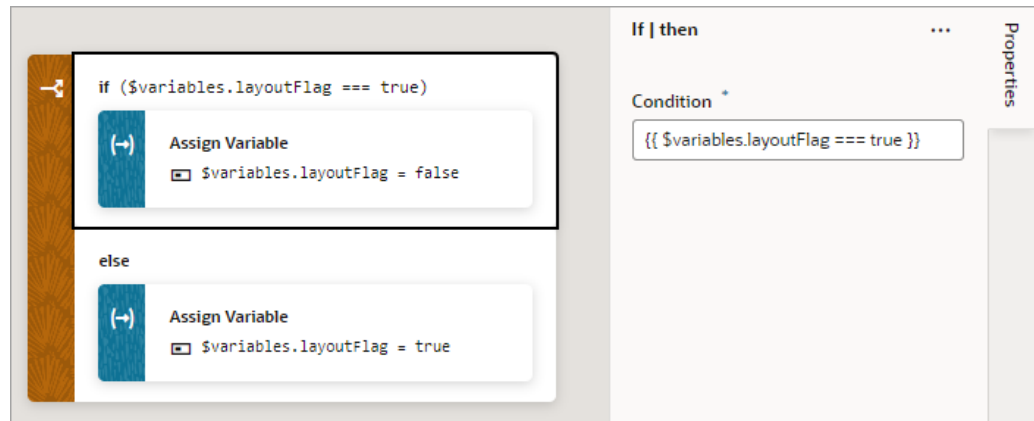 if ($variables.layoutFlag === true)
Assign Variable
$variables.layoutFlag = false
else
Assign Variable
$variables.layoutFlag = true
If | then
...
Condition *
{{ $variables.layoutFlag === true }}
Properties